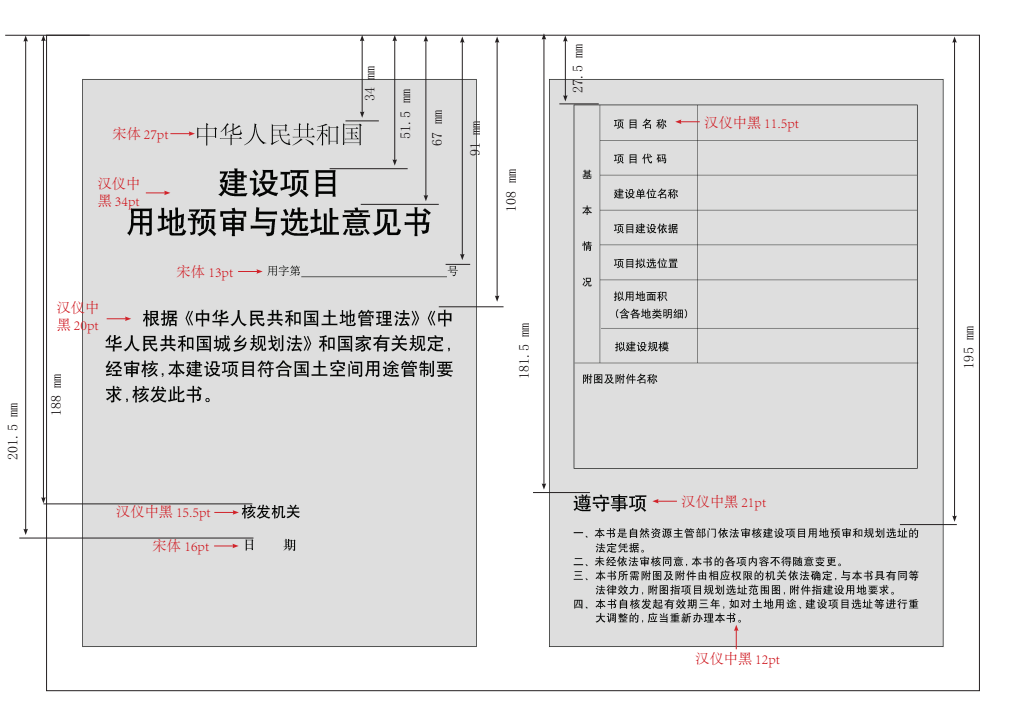 34 mm
51.5 mm
67 mm
91 mm
108 mm
188 mm
201.5 mm
宋体 27pt
中华人民共和国
汉仪中
黑 34pt
建设项目
用地预审与选址意见书
宋体 13pt
用字第 号
汉仪中
黑 20pt
根据《中华人民共和国土地管理法》《中
华人民共和国城乡规划法》和国家有关规定，
经审核，本建设项目符合国土空间用途管制要
求，核发此书。
汉仪中黑 15.5pt
核发机关
宋体 16pt
日 期
27.5 mm
181.5 mm
195 mm
基本情况
项目名称
汉仪中黑 11.5pt
项目代码
建设单位名称
项目建设依据
项目拟选位置
拟用地面积
（含各地类明细）
拟建设规模
附图及附件名称
遵守事项
汉仪中黑 21pt
一、本书是自然资源主管部门依法审核建设项目用地预审和规划选址的
法定凭据。
二、未经依法审核同意，本书的各项内容不得随意变更。
三、本书所需附图及附件由相应权限的机关依法确定，与本书具有同等
法律效力，附图指项目规划选址范围图，附件指建设用地要求。
四、本书自核发起有效期三年，如对土地用途、建设项目选址等进行重
大调整的，应当重新办理本书。
汉仪中黑 12pt